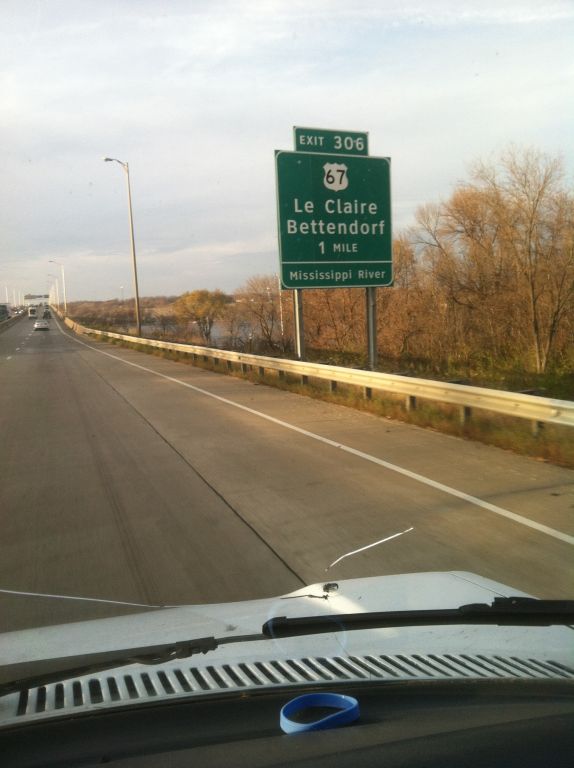 EXIT 306
67
Le Claire
Bettendorf
1 MILE
Mississippi River